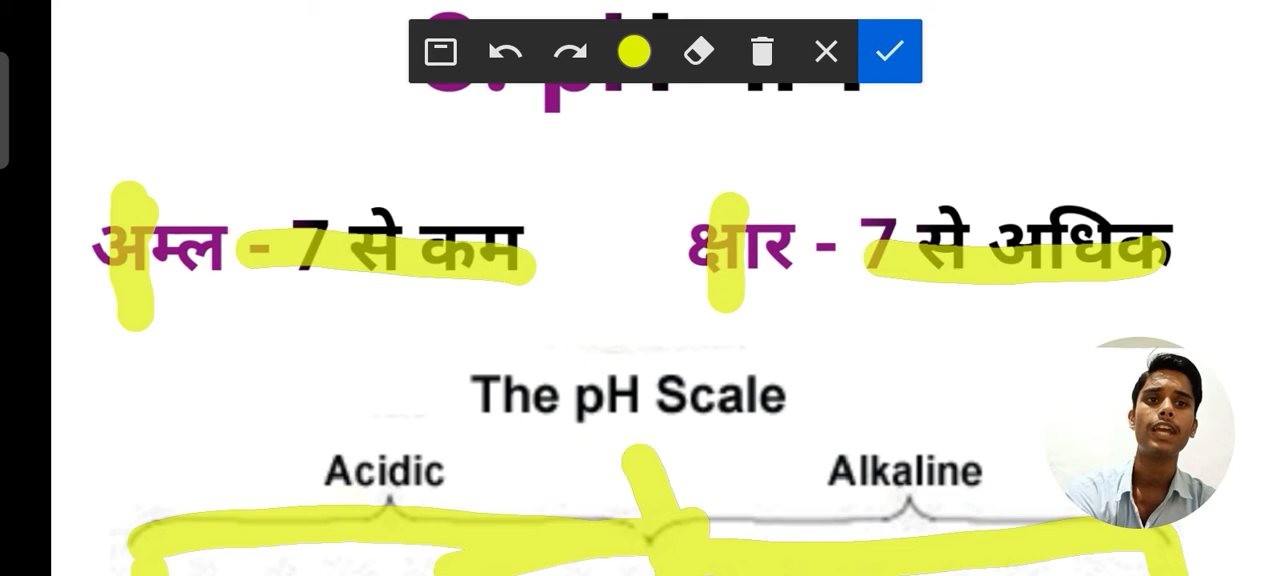 अम्ल - 7 से कम
क्षार - 7 से अधिक
The pH Scale
Acidic
Alkaline